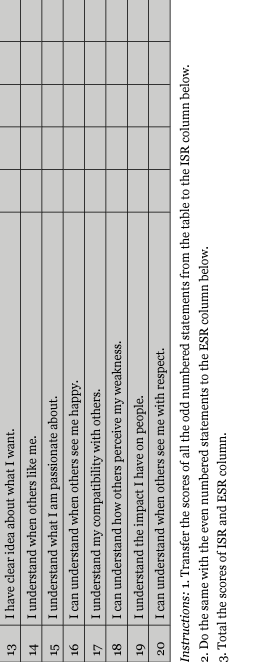 13 I have clear idea about what I want.
14 I understand when others like me.
15 I understand what I am passionate about.
16 I can understand when others see me happy.
17 I understand my compatibility with others.
18 I can understand how others perceive my weakness.
19 I understand the impact I have on people.
20 I can understand when others see me with respect.
Instructions: 1. Transfer the scores of all the odd numbered statements from the table to the ISR column below.
2. Do the same with the even numbered statements to the ESR column below.
3. Total the scores of ISR and ESR column.